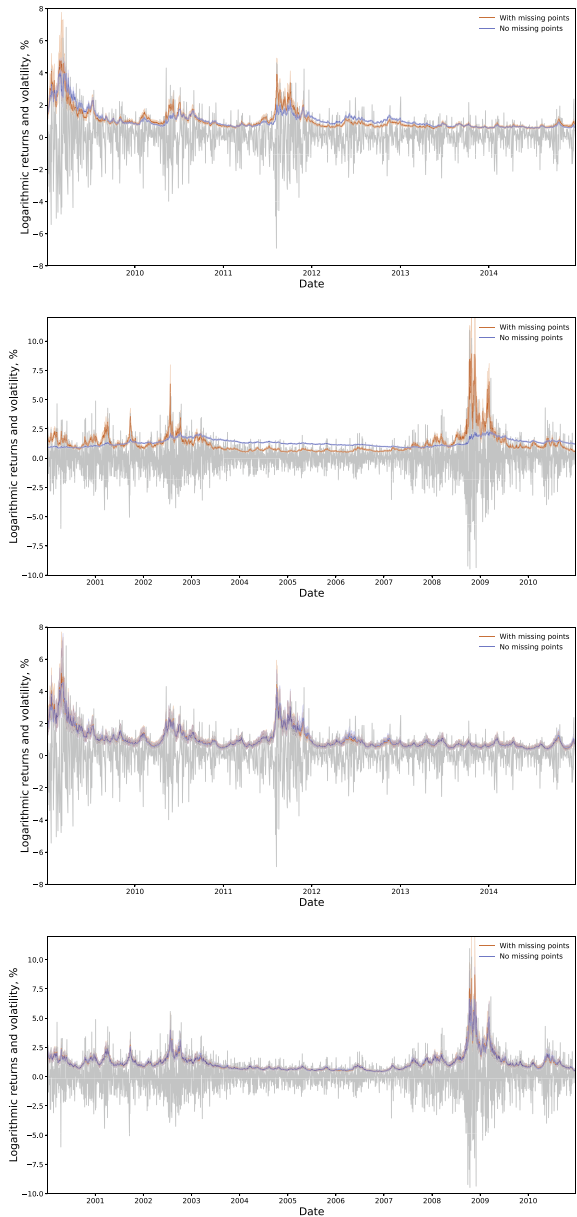 Logarithmic returns and volatility, %
8
6
4
2
0
−2
−4
−6
−8
With missing points
No missing points
2010 2011 2012 2013 2014
Date
Logarithmic returns and volatility, %
10.0
7.5
5.0
2.5
0.0
−2.5
−5.0
−7.5
−10.0
With missing points
No missing points
2001 2002 2003 2004 2005 2006 2007 2008 2009 2010
Date
Logarithmic returns and volatility, %
8
6
4
2
0
−2
−4
−6
−8
With missing points
No missing points
2010 2011 2012 2013 2014
Date
Logarithmic returns and volatility, %
10.0
7.5
5.0
2.5
0.0
−2.5
−5.0
−7.5
−10.0
With missing points
No missing points
2001 2002 2003 2004 2005 2006 2007 2008 2009 2010
Date